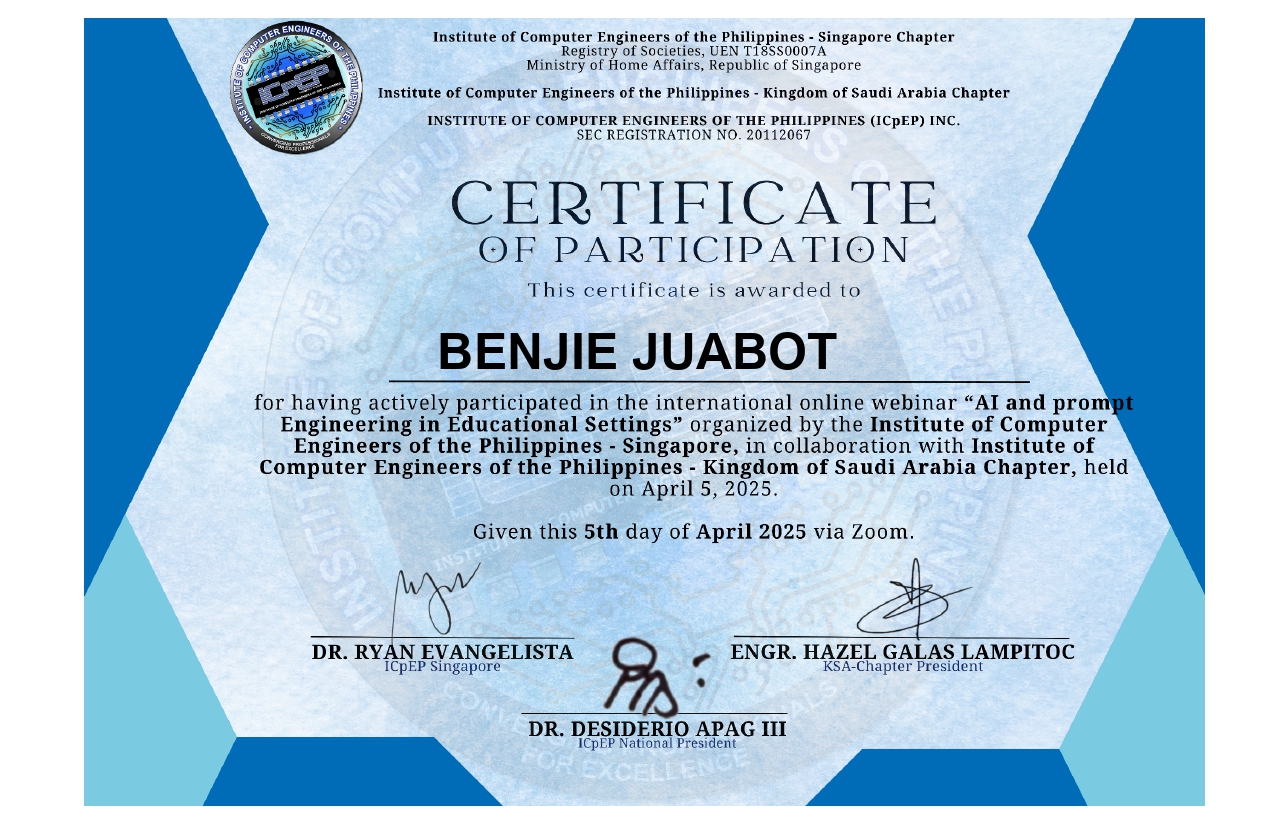 INSTITUTE OF COMPUTER ENGINEERS OF THE PHILIPPINES
ICpEP
CONVERGING PROFESSIONALS
FOR EXCELLENCE
Institute of Computer Engineers of the Philippines - Singapore Chapter
Registry of Societies, UEN T18SS0007A
Ministry of Home Affairs, Republic of Singapore
Institute of Computer Engineers of the Philippines - Kingdom of Saudi Arabia Chapter
INSTITUTE OF COMPUTER ENGINEERS OF THE PHILIPPINES (ICpEP) INC.
SEC REGISTRATION NO. 20112067
CERTIFICATE
OF PARTICIPATION
This certificate is awarded to
BENJIE JUABOT
for having actively participated in the international online webinar “AI and prompt
Engineering in Educational Settings” organized by the Institute of Computer
Engineers of the Philippines - Singapore, in collaboration with Institute of
Computer Engineers of the Philippines - Kingdom of Saudi Arabia Chapter, held
on April 5, 2025.
Given this 5th day of April 2025 via Zoom.
DR. RYAN EVANGELISTA
ICpEP Singapore
ENGR. HAZEL GALAS LAMPITOC
KSA-Chapter President
DR. DESIDERIO APAG III
ICpEP National President
FOR EXCELLENCE